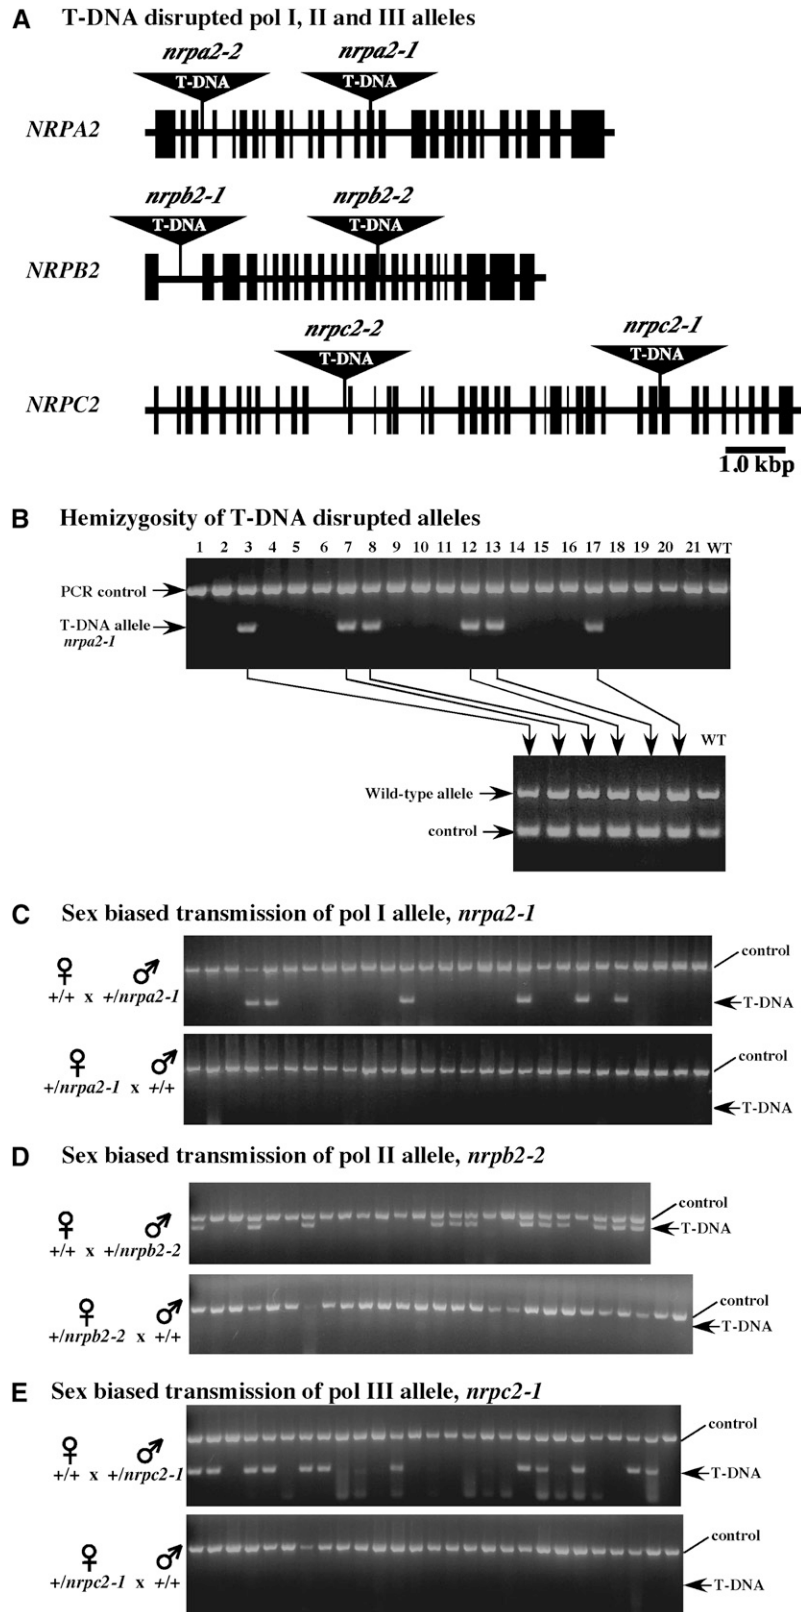 A T-DNA disrupted pol I, II and III alleles
nrpa2-2 nrpa2-1
T-DNA T-DNA
NRPA2
nrpb2-1 nrpb2-2
T-DNA T-DNA
NRPB2
nrpc2-2 nrpc2-1
T-DNA T-DNA
NRPC2
1.0 kbp
B Hemizygosity of T-DNA disrupted alleles
1 2 3 4 5 6 7 8 9 10 11 12 13 14 15 16 17 18 19 20 21 WT
PCR control
T-DNA allele
nrpa2-1
WT
Wild-type allele
control
C Sex biased transmission of pol I allele, nrpa2-1
♀ ♂ control
+/+ x +/nrpa2-1 T-DNA
♀ ♂ control
+/nrpa2-1 x +/+ T-DNA
D Sex biased transmission of pol II allele, nrpb2-2
♀ ♂ control
+/+ x +/nrpb2-2 T-DNA
♀ ♂ control
+/nrpb2-2 x +/+ T-DNA
E Sex biased transmission of pol III allele, nrpc2-1
♀ ♂ control
+/+ x +/nrpc2-1 T-DNA
♀ ♂ control
+/nrpc2-1 x +/+ T-DNA